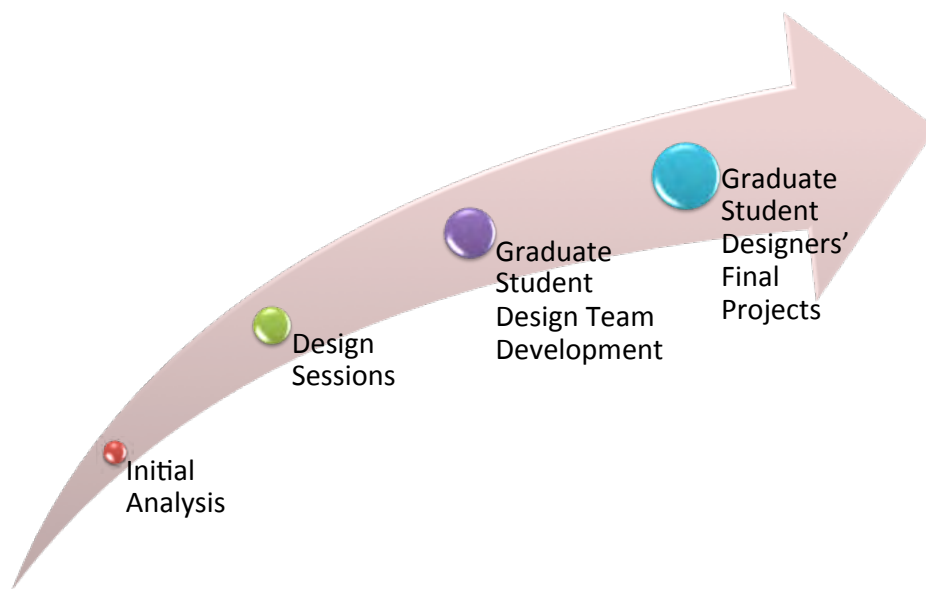 Initial
Analysis
Design
Sessions
Graduate
Student
Design Team
Development
Graduate
Student
Designers’
Final
Projects